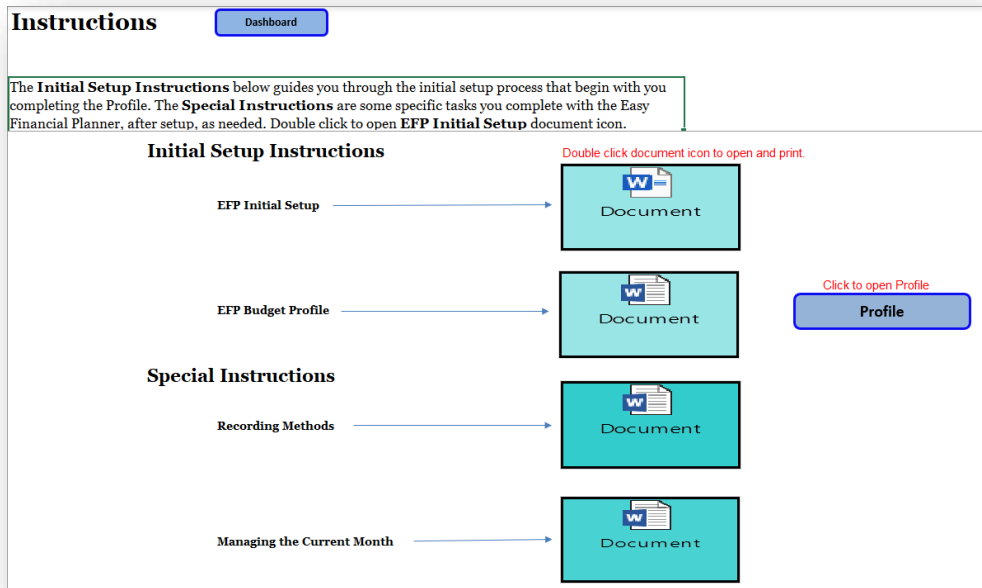 Instructions
Dashboard
The Initial Setup Instructions below guides you through the initial setup process that begin with you
completing the Profile. The Special Instructions are some specific tasks you complete with the Easy
Financial Planner, after setup, as needed. Double click to open EFP Initial Setup document icon.
Initial Setup Instructions
Double click document icon to open and print.
EFP Initial Setup
W
Document
EFP Budget Profile
W
Document
Click to open Profile
Profile
Special Instructions
Recording Methods
W
Document
Managing the Current Month
W
Document